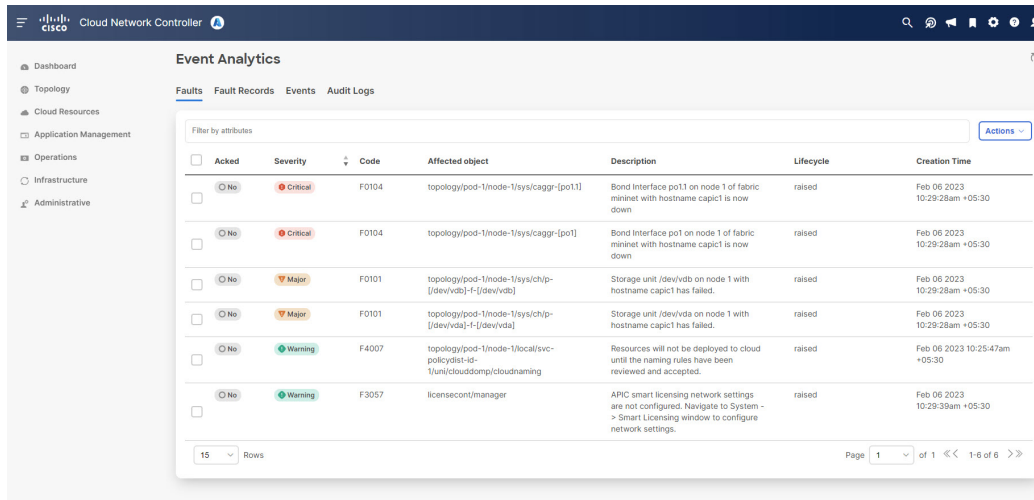 CISCO Cloud Network Controller A
Dashboard
Topology
Cloud Resources
Application Management
Operations
Infrastructure
Administrative
Event Analytics
Faults Fault Records Events Audit Logs
Filter by attributes
Actions
Acked Severity Code Affected object Description Lifecycle Creation Time
No Critical F0104 topology/pod-1/node-1/sys/caggr-[po1.1] Bond Interface po1.1 on node 1 of fabric raised Feb 06 2023
mininet with hostname capic1 is now 10:29:28am +05:30
down
No Critical F0104 topology/pod-1/node-1/sys/caggr-[po1] Bond Interface po1 on node 1 of fabric raised Feb 06 2023
mininet with hostname capic1 is now 10:29:28am +05:30
down
No Major F0101 topology/pod-1/node-1/sys/ch/p- Storage unit /dev/vdb on node 1 with raised Feb 06 2023
[/dev/vdb]-f-[/dev/vdb] hostname capic1 has failed. 10:29:28am +05:30
No Major F0101 topology/pod-1/node-1/sys/ch/p- Storage unit /dev/vda on node 1 with raised Feb 06 2023
[/dev/vda]-f-[/dev/vda] hostname capic1 has failed. 10:29:28am +05:30
No Warning F4007 topology/pod-1/node-1/local/svc- Resources will not be deployed to cloud raised Feb 06 2023 10:25:47am
policydist-id- until the naming rules have been +05:30
1/uni/clouddomp/cloudnaming reviewed and accepted.
No Warning F3057 licensecont/manager APIC smart licensing network settings raised Feb 06 2023
are not configured. Navigate to System - 10:29:39am +05:30
> Smart Licensing window to configure
network settings.
15 Rows Page 1 of 1 1-6 of 6